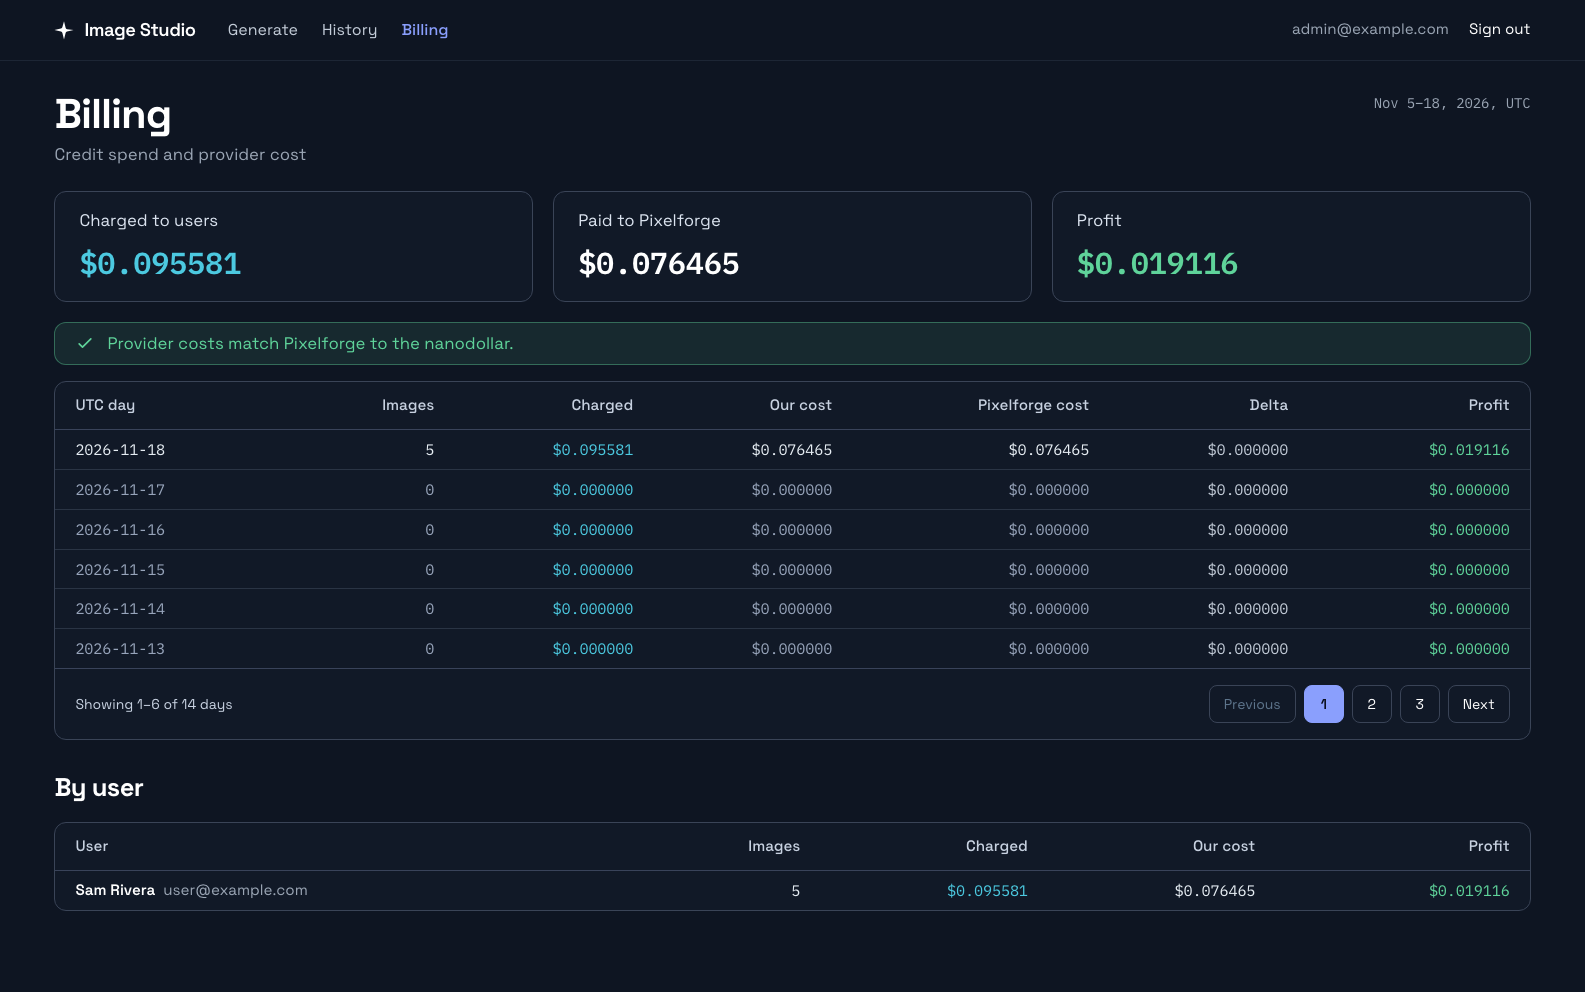 Image Studio Generate History Billing admin@example.com Sign out
Billing Nov 5–18, 2026, UTC
Credit spend and provider cost
Charged to users Paid to Pixelforge Profit
$0.095581 $0.076465 $0.019116
Provider costs match Pixelforge to the nanodollar.
UTC day Images Charged Our cost Pixelforge cost Delta Profit
2026-11-18 5 $0.095581 $0.076465 $0.076465 $0.000000 $0.019116
2026-11-17 0 $0.000000 $0.000000 $0.000000 $0.000000 $0.000000
2026-11-16 0 $0.000000 $0.000000 $0.000000 $0.000000 $0.000000
2026-11-15 0 $0.000000 $0.000000 $0.000000 $0.000000 $0.000000
2026-11-14 0 $0.000000 $0.000000 $0.000000 $0.000000 $0.000000
2026-11-13 0 $0.000000 $0.000000 $0.000000 $0.000000 $0.000000
Showing 1–6 of 14 days Previous 1 2 3 Next
By user
User Images Charged Our cost Profit
Sam Rivera user@example.com 5 $0.095581 $0.076465 $0.019116